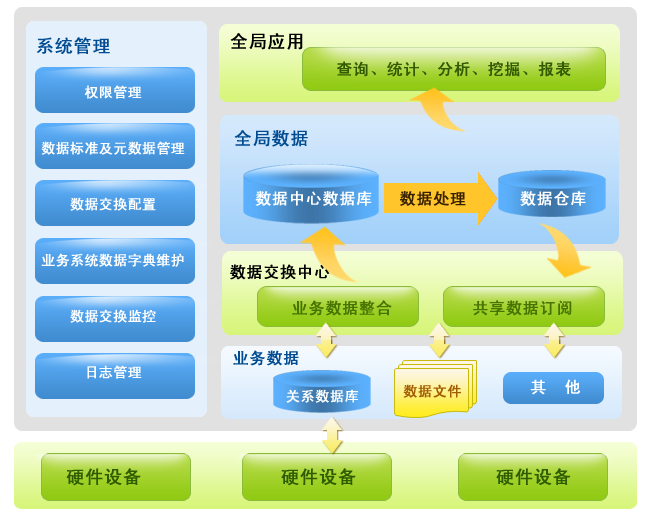 系统管理
权限管理
数据标准及元数据管理
数据交换配置
业务系统数据字典维护
数据交换监控
日志管理
全局应用
查询、统计、分析、挖掘、报表
全局数据
数据中心数据库
数据处理
数据仓库
数据交换中心
业务数据整合
共享数据订阅
业务数据
关系数据库
数据文件
其 他
硬件设备
硬件设备
硬件设备